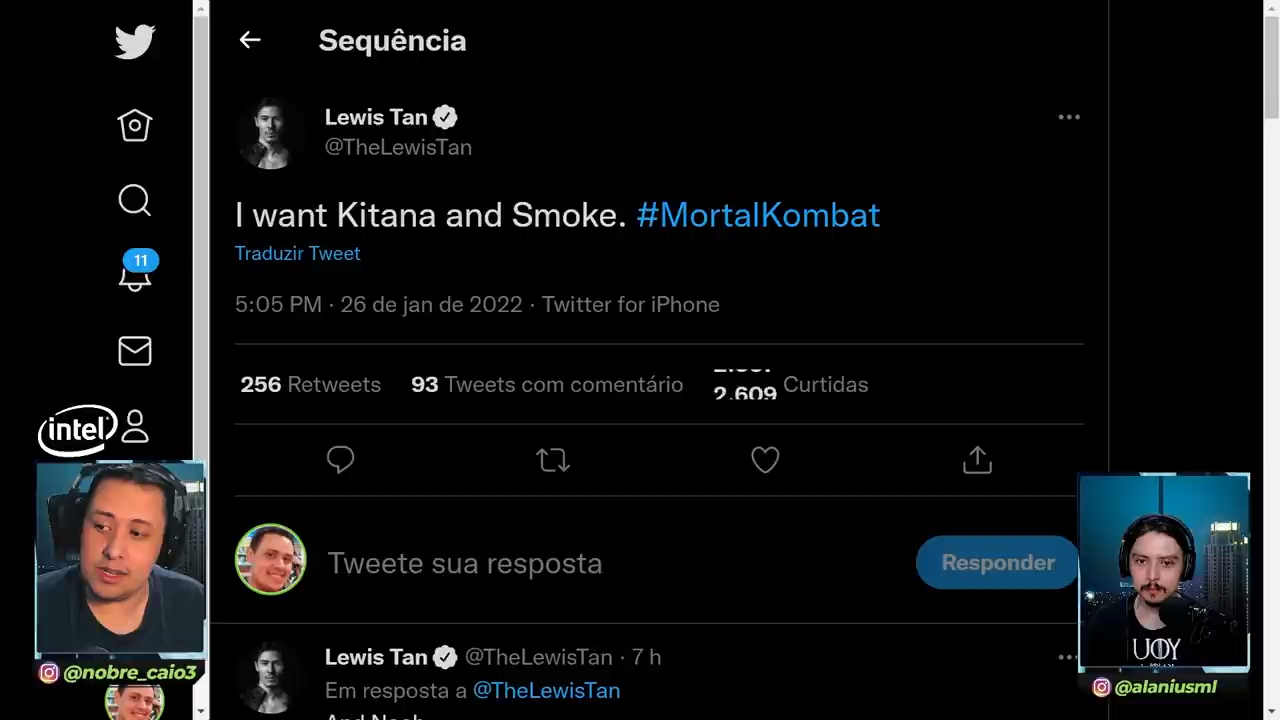 Sequência
Lewis Tan
@TheLewisTan
I want Kitana and Smoke. #MortalKombat
Traduzir Tweet
11
5:05 PM · 26 de jan de 2022 · Twitter for iPhone
256 Retweets 93 Tweets com comentário 2.609 Curtidas
intel
Tweete sua resposta
Responder
Lewis Tan @TheLewisTan · 7 h
Em resposta a @TheLewisTan
@nobre_caio3
@alaniusml